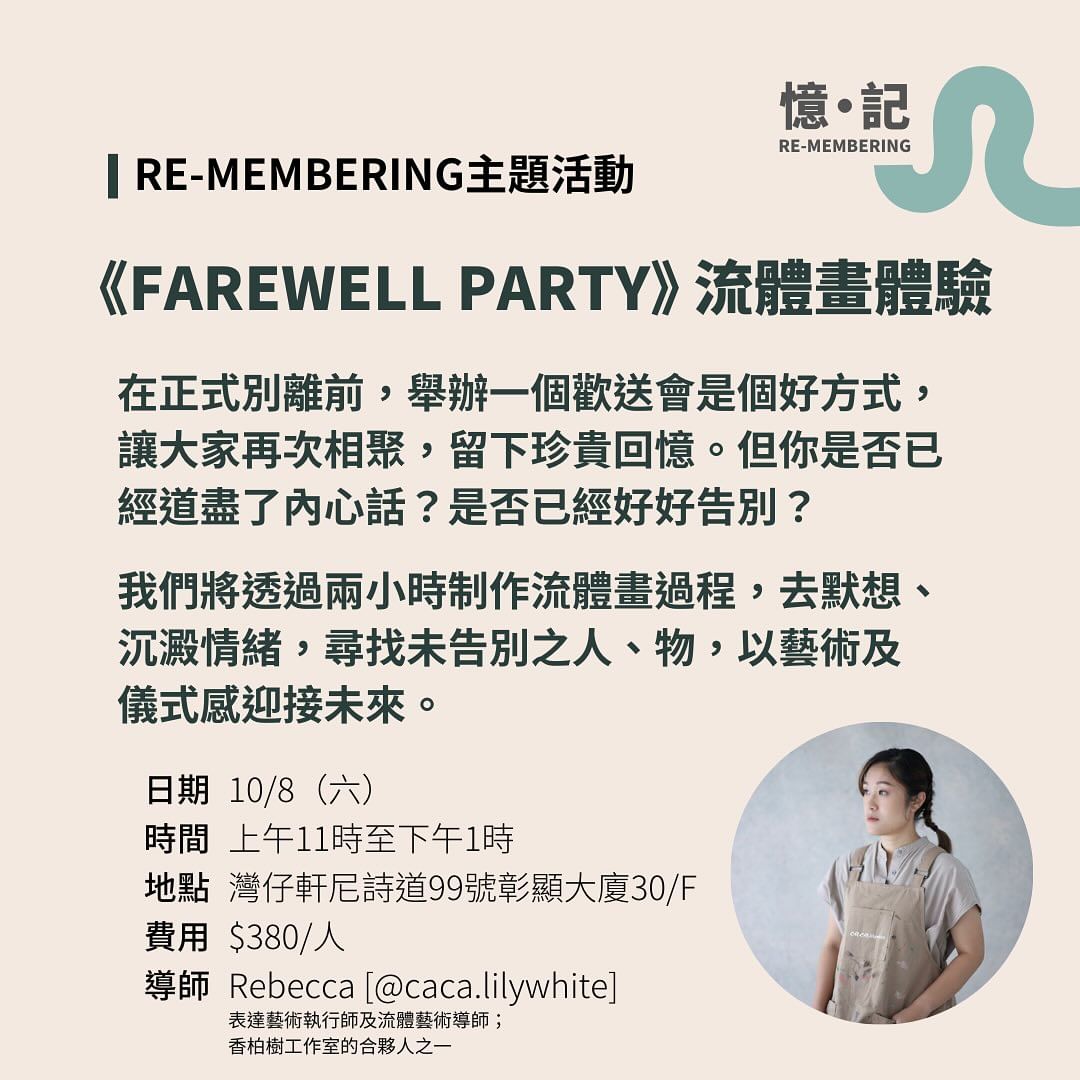 憶・記
RE-MEMBERING
RE-MEMBERING主題活動
《FAREWELL PARTY》流體畫體驗
在正式別離前，舉辦一個歡送會是個好方式，
讓大家再次相聚，留下珍貴回憶。但你是否已
經道盡了內心話？是否已經好好告別？
我們將透過兩小時制作流體畫過程，去默想、
沉澱情緒，尋找未告別之人、物，以藝術及
儀式感迎接未來。
日期 10/8（六）
時間 上午11時至下午1時
地點 灣仔軒尼詩道99號彰顯大廈30/F
費用 $380/人
導師 Rebecca [@caca.lilywhite]
表達藝術執行師及流體藝術導師；
香柏樹工作室的合夥人之一